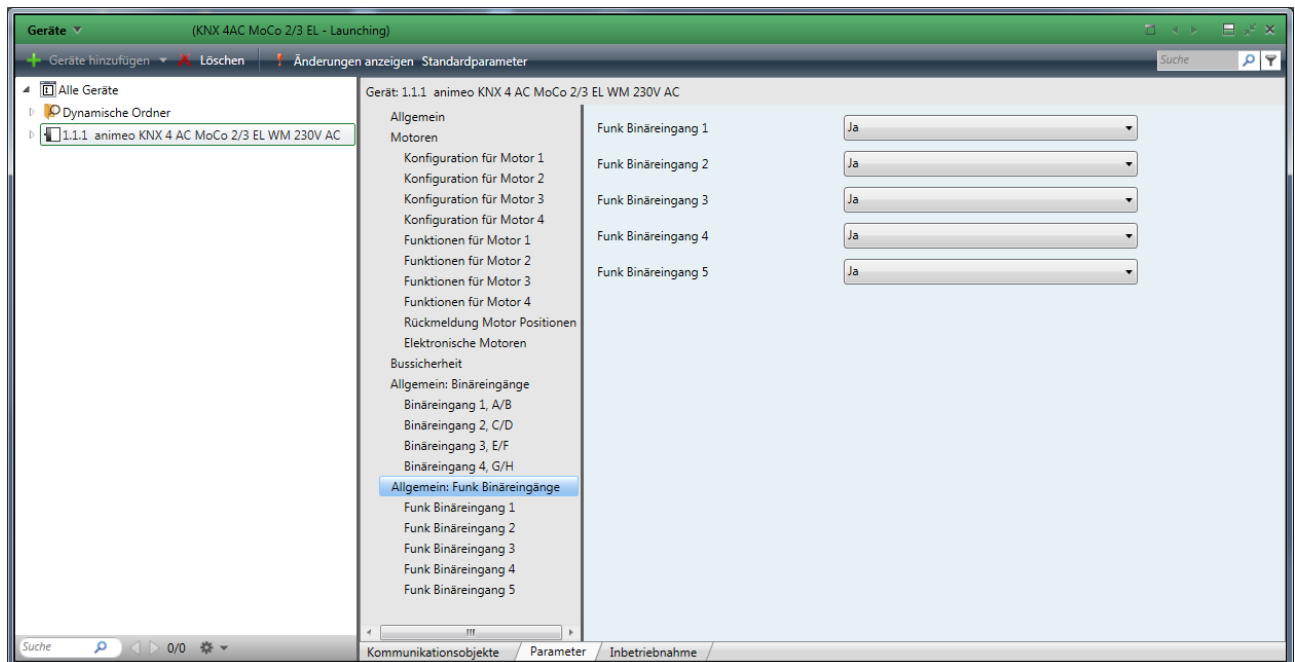 Geräte (KNX 4AC MoCo 2/3 EL - Launching)
Geräte hinzufügen Löschen Änderungen anzeigen Standardparameter Suche
Alle Geräte
Dynamische Ordner
1.1.1 animeo KNX 4 AC MoCo 2/3 EL WM 230V AC
Gerät: 1.1.1 animeo KNX 4 AC MoCo 2/3 EL WM 230V AC
Allgemein
Motoren
Konfiguration für Motor 1
Konfiguration für Motor 2
Konfiguration für Motor 3
Konfiguration für Motor 4
Funktionen für Motor 1
Funktionen für Motor 2
Funktionen für Motor 3
Funktionen für Motor 4
Rückmeldung Motor Positionen
Elektronische Motoren
Bussicherheit
Allgemein: Binäreingänge
Binäreingang 1, A/B
Binäreingang 2, C/D
Binäreingang 3, E/F
Binäreingang 4, G/H
Allgemein: Funk Binäreingänge
Funk Binäreingang 1
Funk Binäreingang 2
Funk Binäreingang 3
Funk Binäreingang 4
Funk Binäreingang 5
Funk Binäreingang 1 Ja
Funk Binäreingang 2 Ja
Funk Binäreingang 3 Ja
Funk Binäreingang 4 Ja
Funk Binäreingang 5 Ja
Suche 0/0
Kommunikationsobjekte Parameter Inbetriebnahme